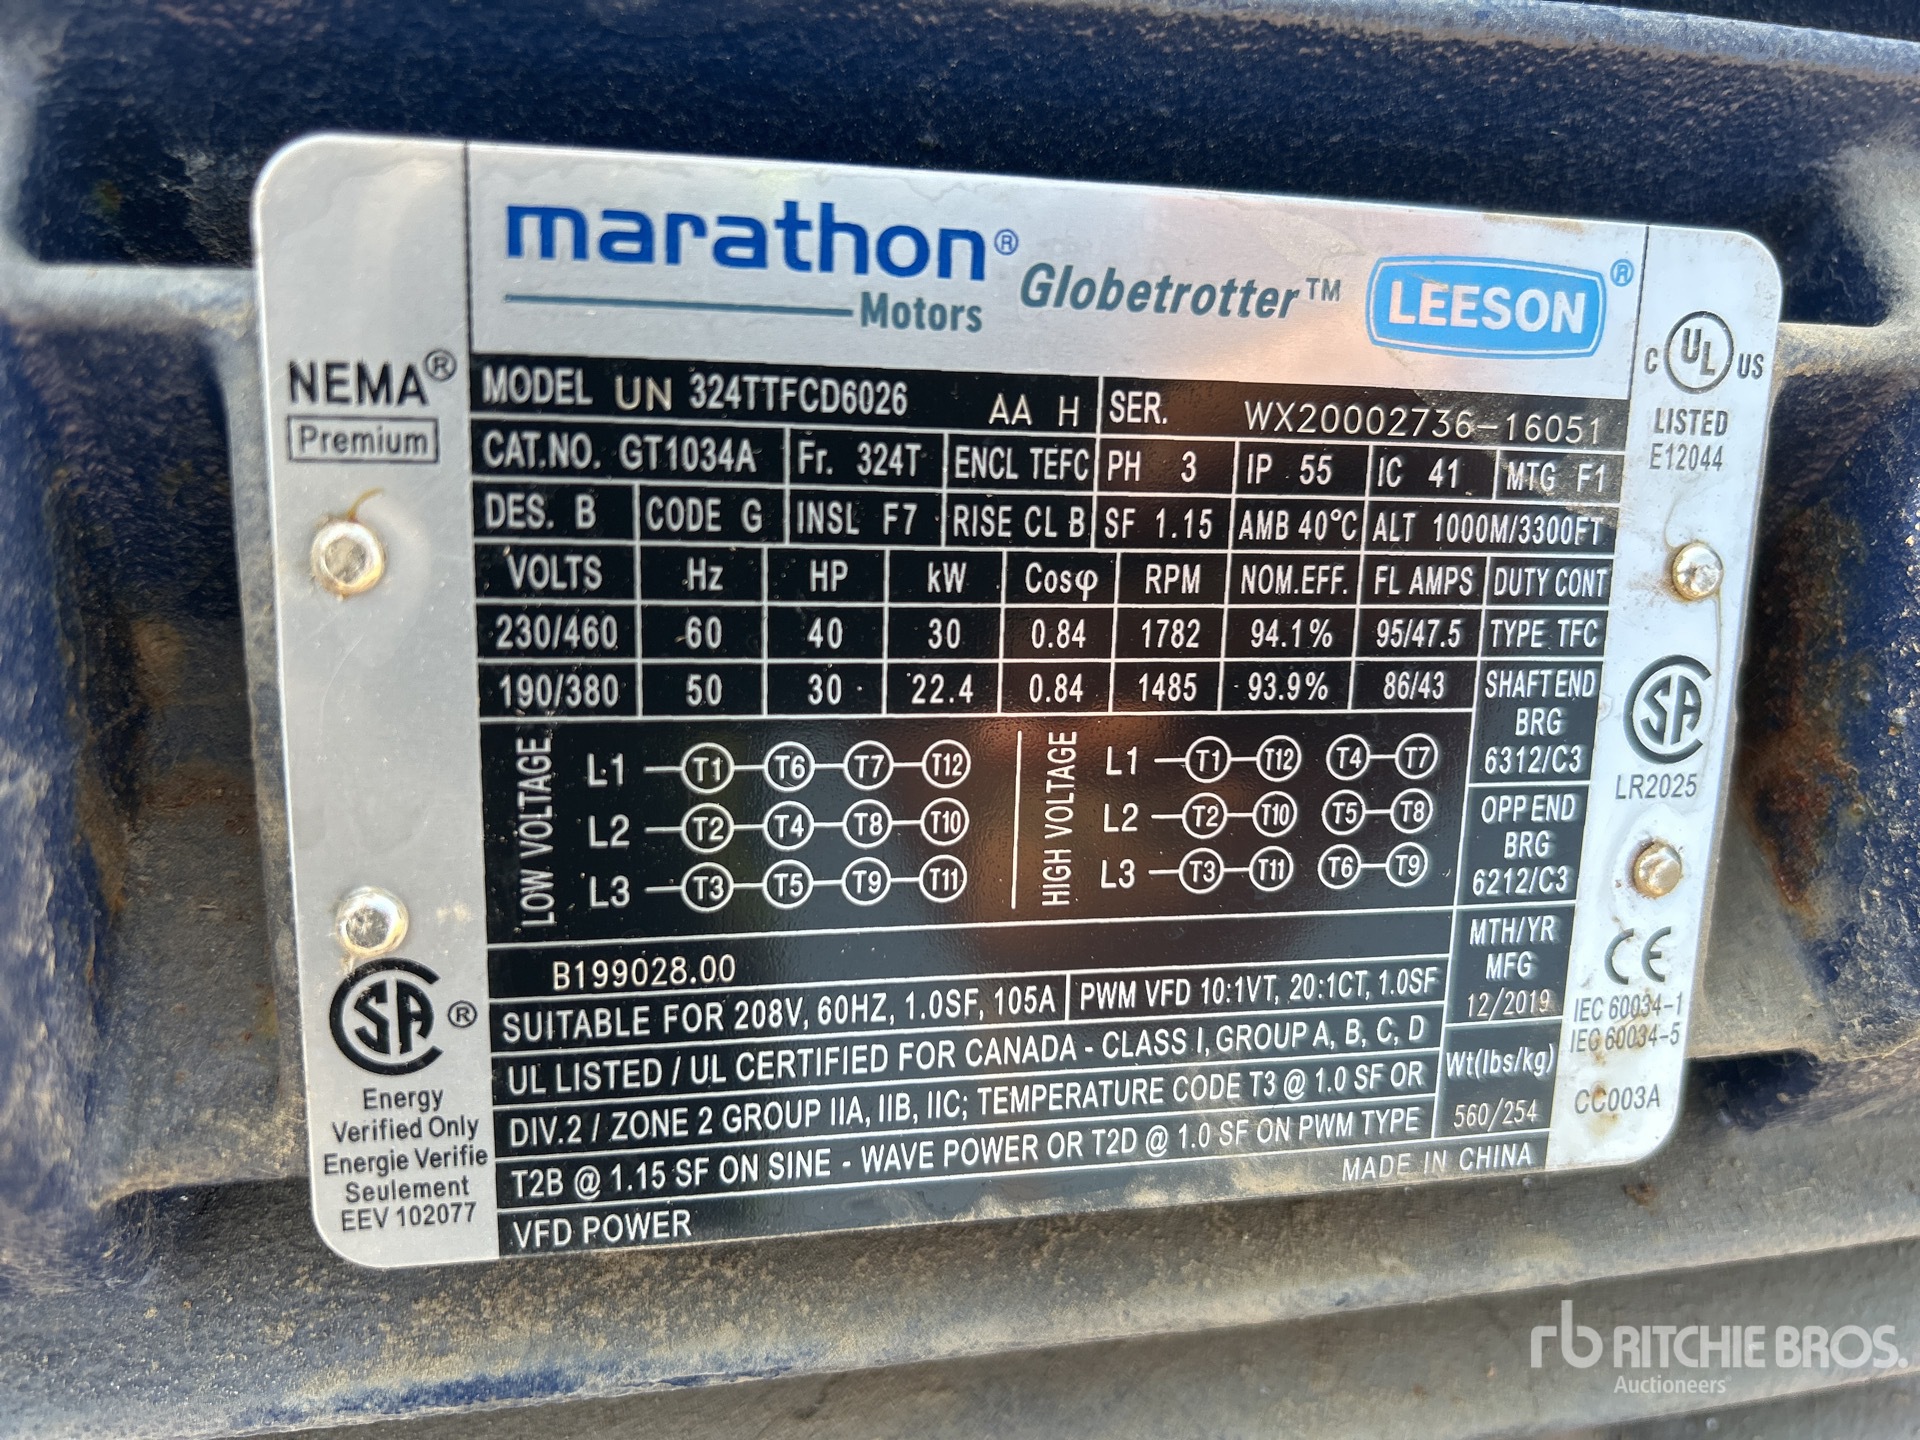 marathon® Motors Globetrotter™ LEESON®
NEMA® Premium
C UL US LISTED E12044
MODEL UN 324TTFCD6026 AA H SER. WX20002736-16051
CAT.NO. GT1034A Fr. 324T ENCL TEFC PH 3 IP 55 IC 41 MTG F1
DES. B CODE G INSL F7 RISE CL B SF 1.15 AMB 40°C ALT 1000M/3300FT
VOLTS Hz HP kW Cosφ RPM NOM.EFF. FL AMPS DUTY CONT
230/460 60 40 30 0.84 1782 94.1% 95/47.5 TYPE TFC
190/380 50 30 22.4 0.84 1485 93.9% 86/43 SHAFT END
BRG
6312/C3
OPP END
BRG
6212/C3
LOW VOLTAGE
L1 T1 T6 T7 T12
L2 T2 T4 T8 T10
L3 T3 T5 T9 T11
HIGH VOLTAGE
L1 T1 T12 T4 T7
L2 T2 T10 T5 T8
L3 T3 T11 T6 T9
SA
LR2025
MTH/YR
MFG
12/2019
Wt(lbs/kg)
560/254
B199028.00
SUITABLE FOR 208V, 60HZ, 1.0SF, 105A PWM VFD 10:1VT, 20:1CT, 1.0SF
UL LISTED / UL CERTIFIED FOR CANADA - CLASS I, GROUP A, B, C, D
DIV.2 / ZONE 2 GROUP IIA, IIB, IIC; TEMPERATURE CODE T3 @ 1.0 SF OR
T2B @ 1.15 SF ON SINE - WAVE POWER OR T2D @ 1.0 SF ON PWM TYPE
VFD POWER
MADE IN CHINA
SA ®
Energy
Verified Only
Energie Verifie
Seulement
EEV 102077
CE
IEC 60034-1
IEC 60034-5
CC003A
rb RITCHIE BROS.
Auctioneers